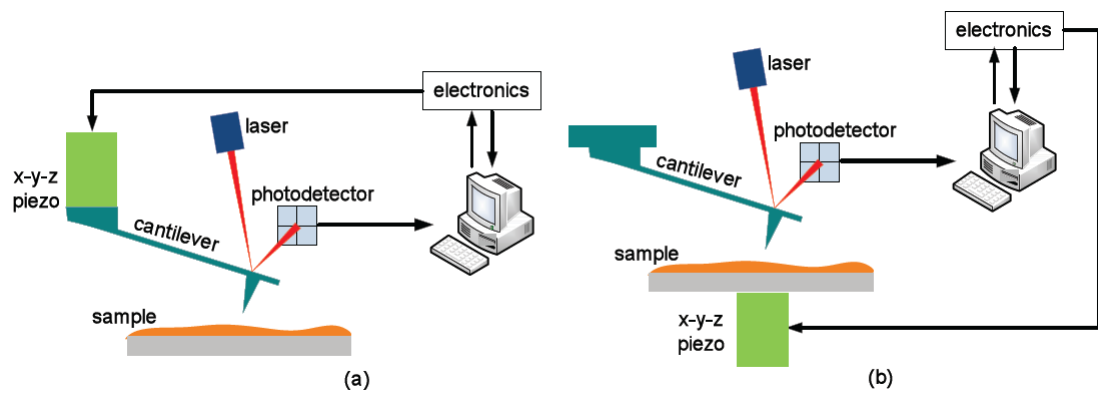 electronics
laser
x-y-z
piezo
photodetector
cantilever
sample
(a)
electronics
laser
photodetector
cantilever
sample
x-y-z
piezo
(b)